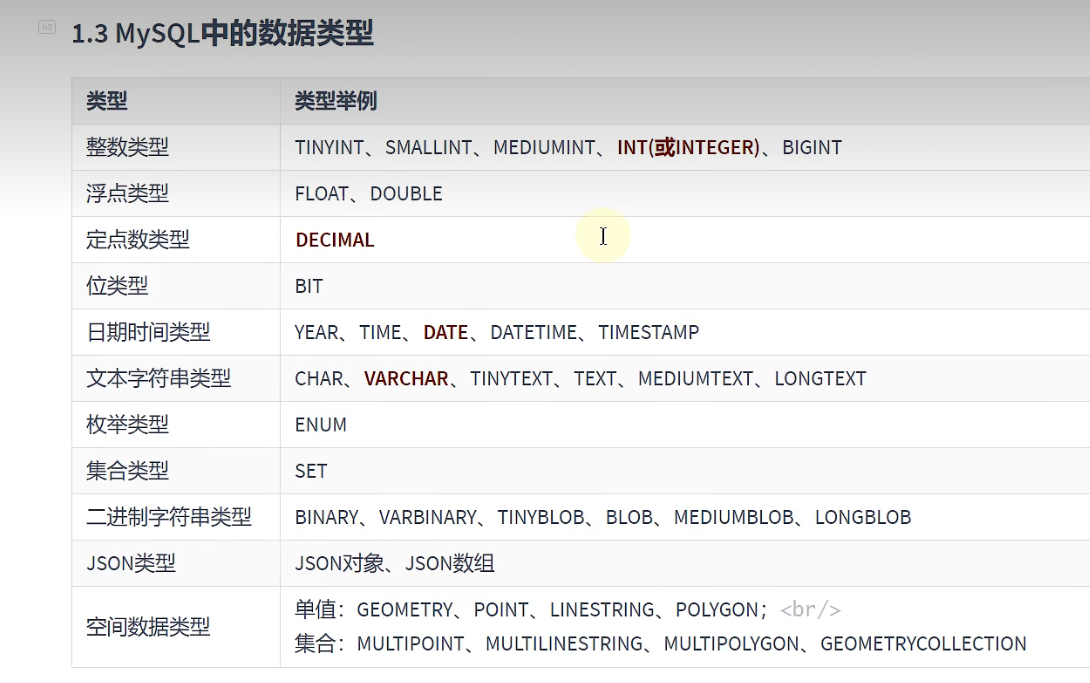 h3
1.3 MySQL中的数据类型
类型 类型举例
整数类型 TINYINT、SMALLINT、MEDIUMINT、INT(或INTEGER)、BIGINT
浮点类型 FLOAT、DOUBLE
定点数类型 DECIMAL
位类型 BIT
日期时间类型 YEAR、TIME、DATE、DATETIME、TIMESTAMP
文本字符串类型 CHAR、VARCHAR、TINYTEXT、TEXT、MEDIUMTEXT、LONGTEXT
枚举类型 ENUM
集合类型 SET
二进制字符串类型 BINARY、VARBINARY、TINYBLOB、BLOB、MEDIUMBLOB、LONGBLOB
JSON类型 JSON对象、JSON数组
空间数据类型 单值：GEOMETRY、POINT、LINESTRING、POLYGON；<br/>
集合：MULTIPOINT、MULTILINESTRING、MULTIPOLYGON、GEOMETRYCOLLECTION